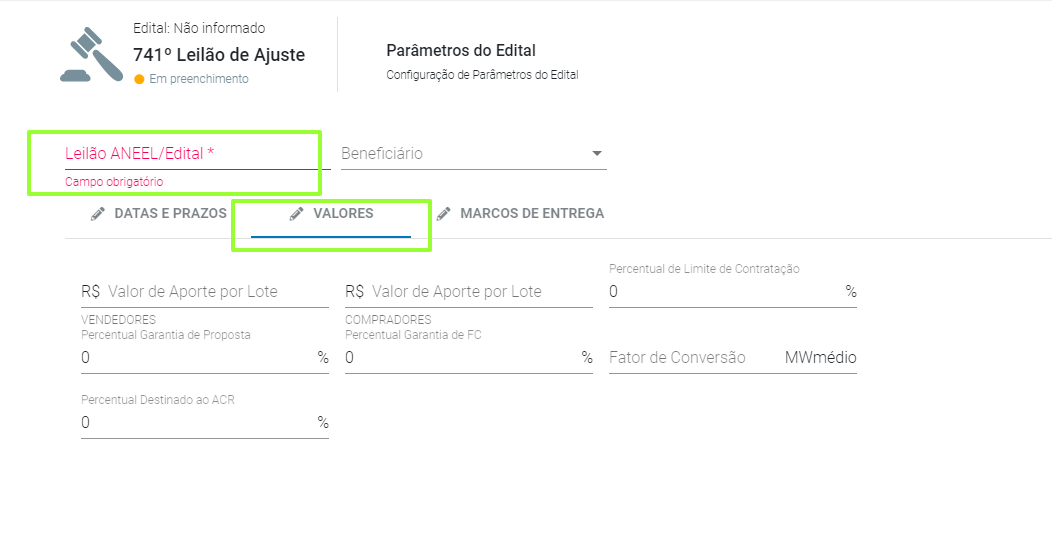 Edital: Não informado
741º Leilão de Ajuste
Em preenchimento
Parâmetros do Edital
Configuração de Parâmetros do Edital
Leilão ANEEL/Edital *
Campo obrigatório
Beneficiário
DATAS E PRAZOS
VALORES
MARCOS DE ENTREGA
R$ Valor de Aporte por Lote
VENDEDORES
R$ Valor de Aporte por Lote
COMPRADORES
Percentual de Limite de Contratação
0 %
Percentual Garantia de Proposta
0 %
Percentual Garantia de FC
0 %
Fator de Conversão MWmédio
Percentual Destinado ao ACR
0 %